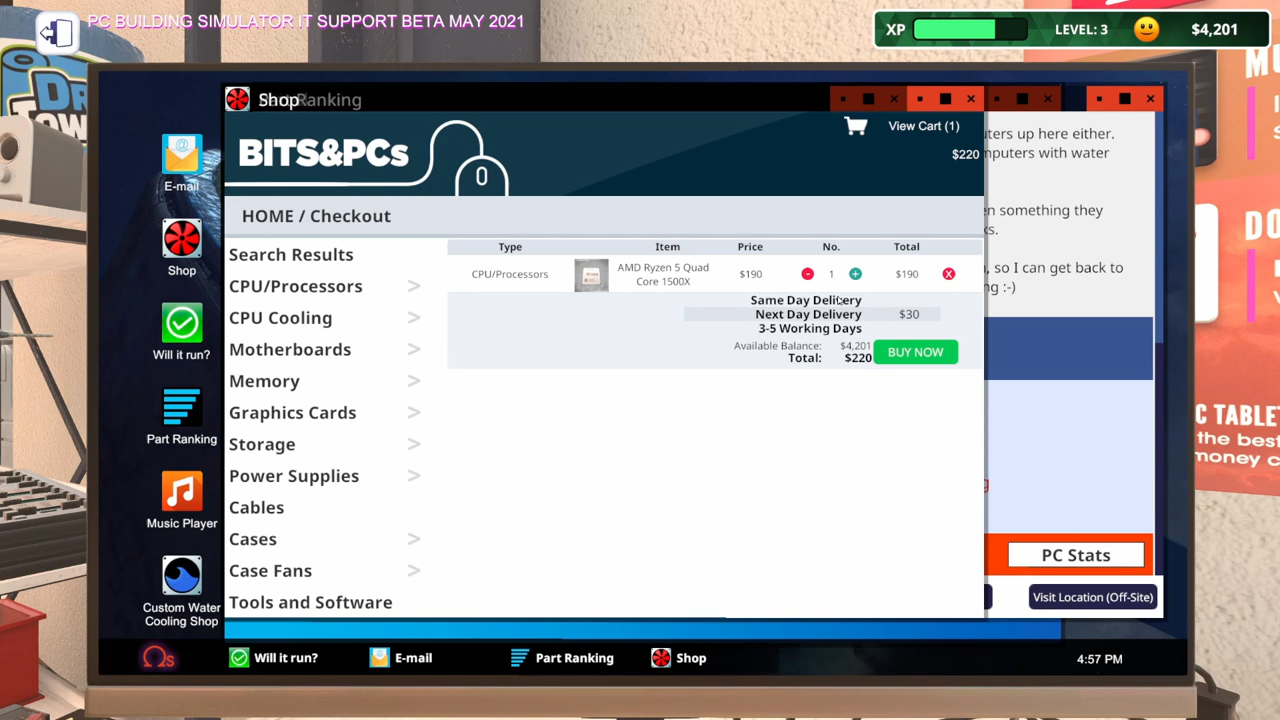 PC BUILDING SIMULATOR IT SUPPORT BETA MAY 2021
XP
LEVEL: 3
$4,201
Shop
Part Ranking
BITS&PCs
View Cart (1)
$220
HOME / Checkout
Search Results
CPU/Processors >
CPU Cooling >
Motherboards >
Memory >
Graphics Cards >
Storage >
Power Supplies >
Cables
Cases >
Case Fans >
Tools and Software
Type Item Price No. Total
CPU/Processors AMD Ryzen 5 Quad $190 - 1 + $190 X
Core 1500X
Same Day Delivery
Next Day Delivery $30
3-5 Working Days
Available Balance: $4,201
Total: $220
BUY NOW
E-mail
Shop
Will it run?
Part Ranking
Music Player
Custom Water
Cooling Shop
up here either.
computers with water
something they
so I can get back to
:-)
PC Stats
Visit Location (Off-Site)
Will it run?
E-mail
Part Ranking
Shop
4:57 PM
C TABLE
the best
money c